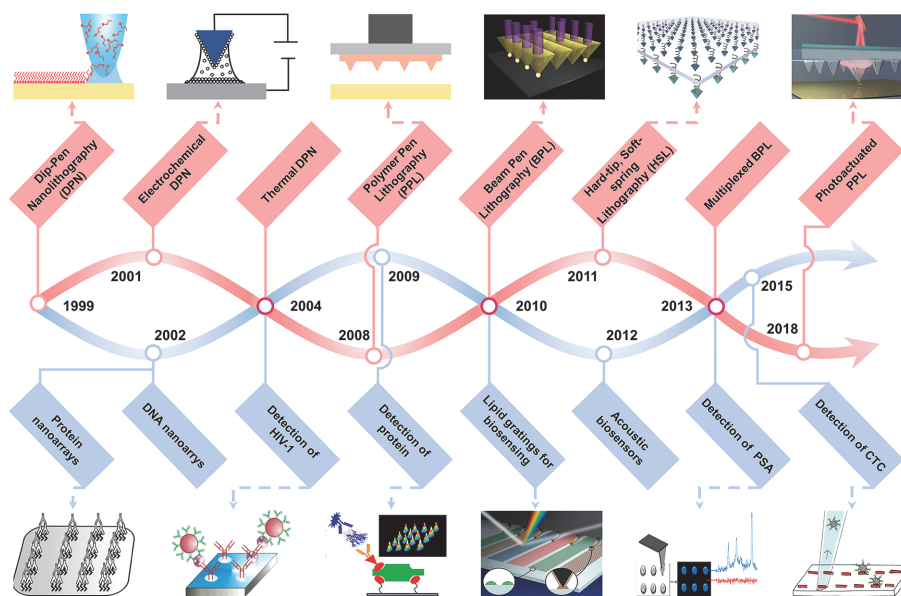 Dip-Pen
Nanolithography
(DPN)
Electrochemical
DPN
Thermal DPN
Polymer Pen
Lithography
(PPL)
Beam Pen
Lithography (BPL)
Hard-tip, Soft-
spring
Lithography (HSL)
Multiplexed BPL
Photoactuated
PPL
2001
2009
2011
2015
1999
2004
2010
2013
2002
2008
2012
2018
Protein
nanoarrays
DNA nanoarrys
Detection of
HIV-1
Detection of
protein
Lipid gratings for
biosensing
Acoustic
biosensors
Detection of PSA
Detection of CTC